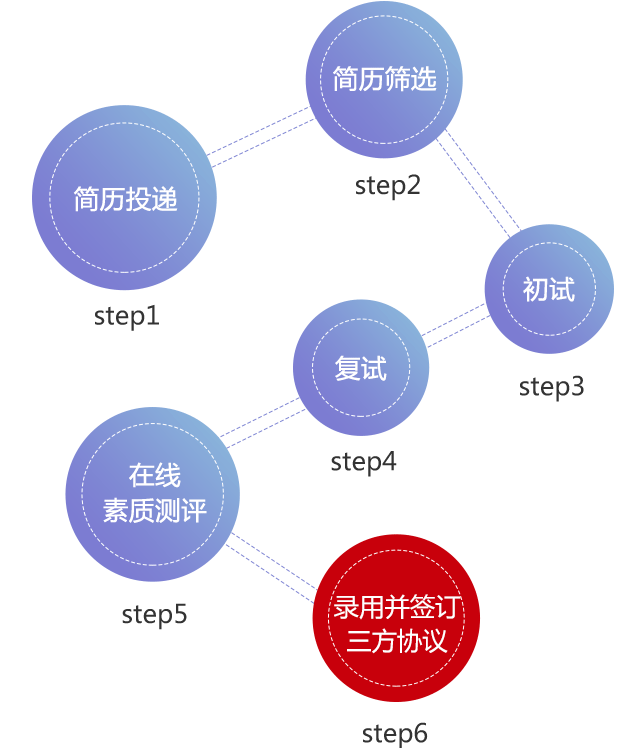 简历投递
step1
简历筛选
step2
初试
step3
复试
step4
在线
素质测评
step5
录用并签订
三方协议
step6